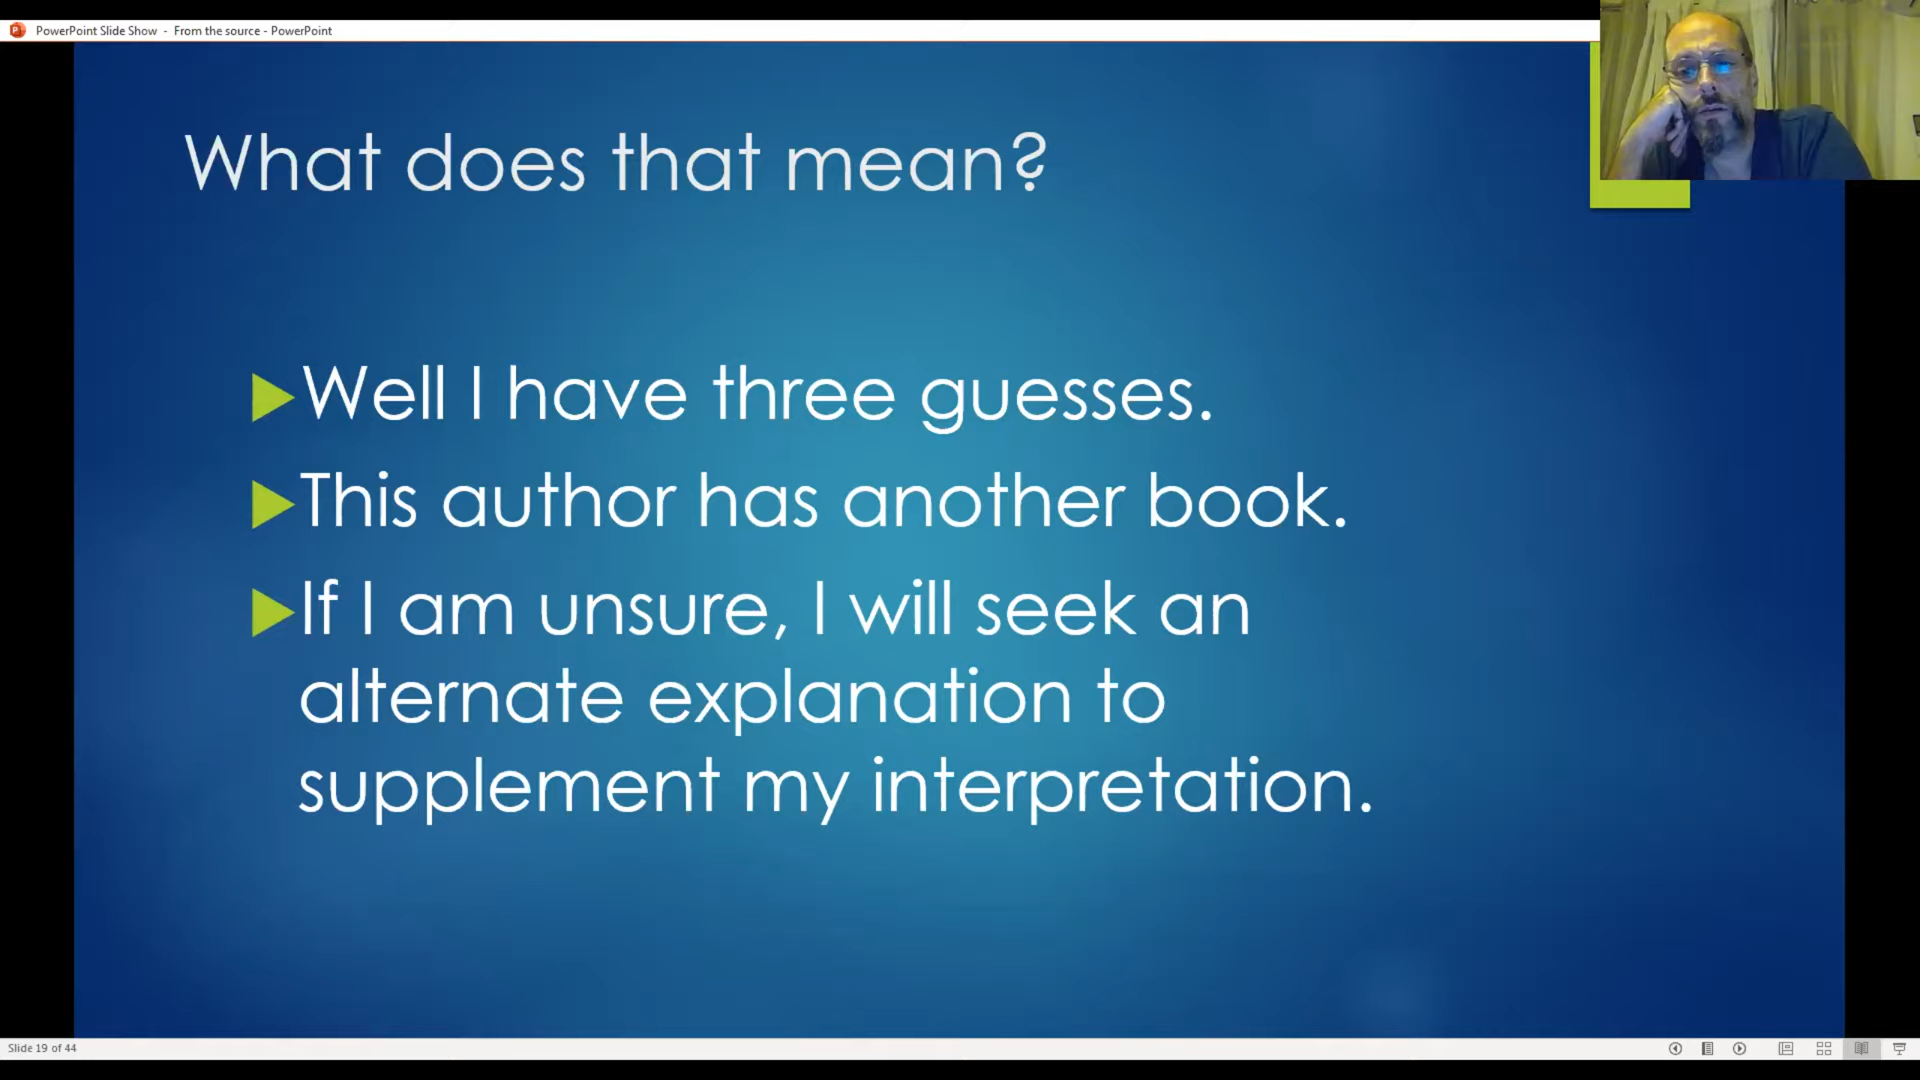 PowerPoint Slide Show - From the source - PowerPoint
What does that mean?
Well I have three guesses.
This author has another book.
If I am unsure, I will seek an
alternate explanation to
supplement my interpretation.
Slide 19 of 44